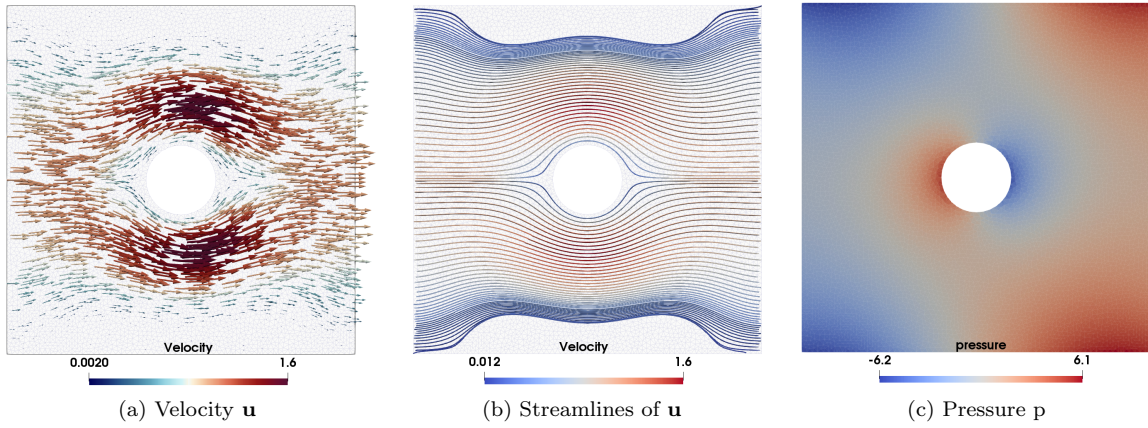 Velocity
0.0020 1.6
(a) Velocity u
Velocity
0.012 1.6
(b) Streamlines of u
pressure
-6.2 6.1
(c) Pressure p